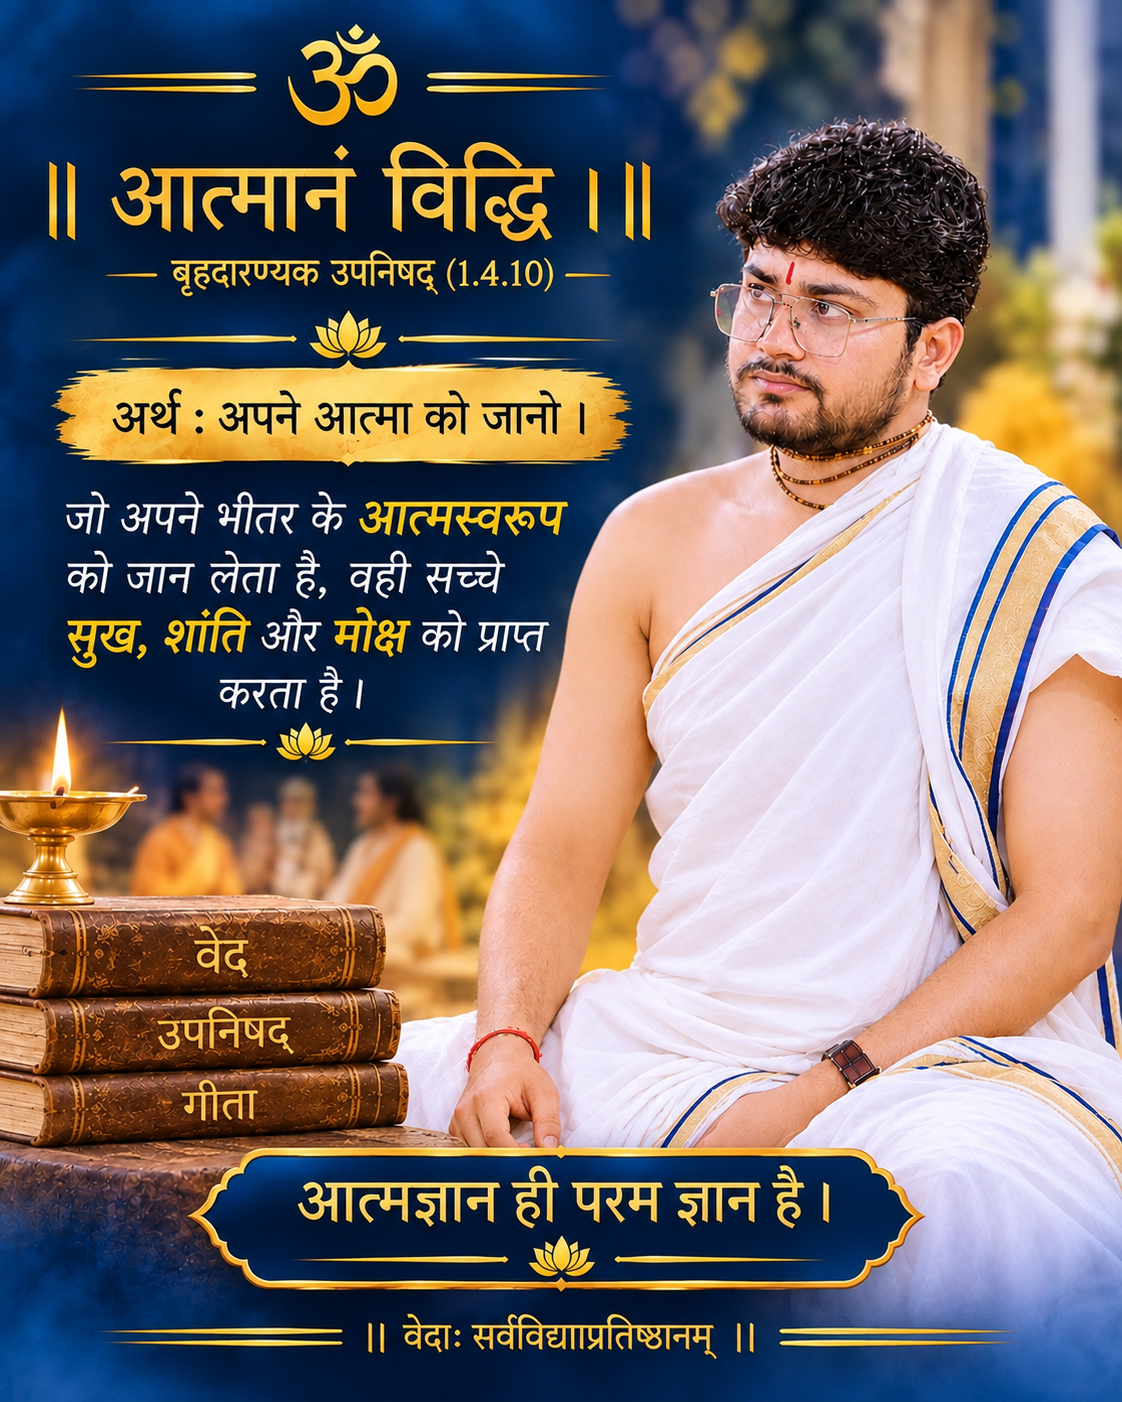 ॐ
॥ आत्मानं विद्धि । ॥
बृहदारण्यक उपनिषद् (1.4.10)
अर्थ : अपने आत्मा को जानो ।
जो अपने भीतर के आत्मस्वरूप
को जान लेता है, वही सच्चे
सुख, शांति और मोक्ष को प्राप्त
करता है ।
वेद
उपनिषद्
गीता
आत्मज्ञान ही परम ज्ञान है ।
॥ वेदाः सर्वविद्यााप्रतिष्ठानम् ॥